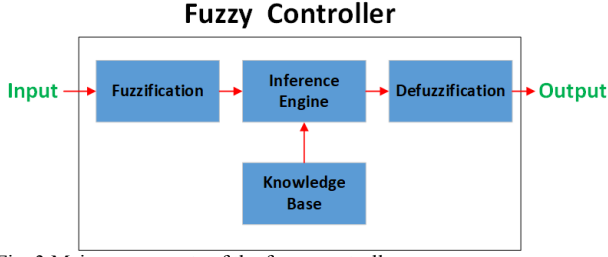 Fuzzy Controller
Input
Fuzzification
Inference
Engine
Defuzzification
Output
Knowledge
Base